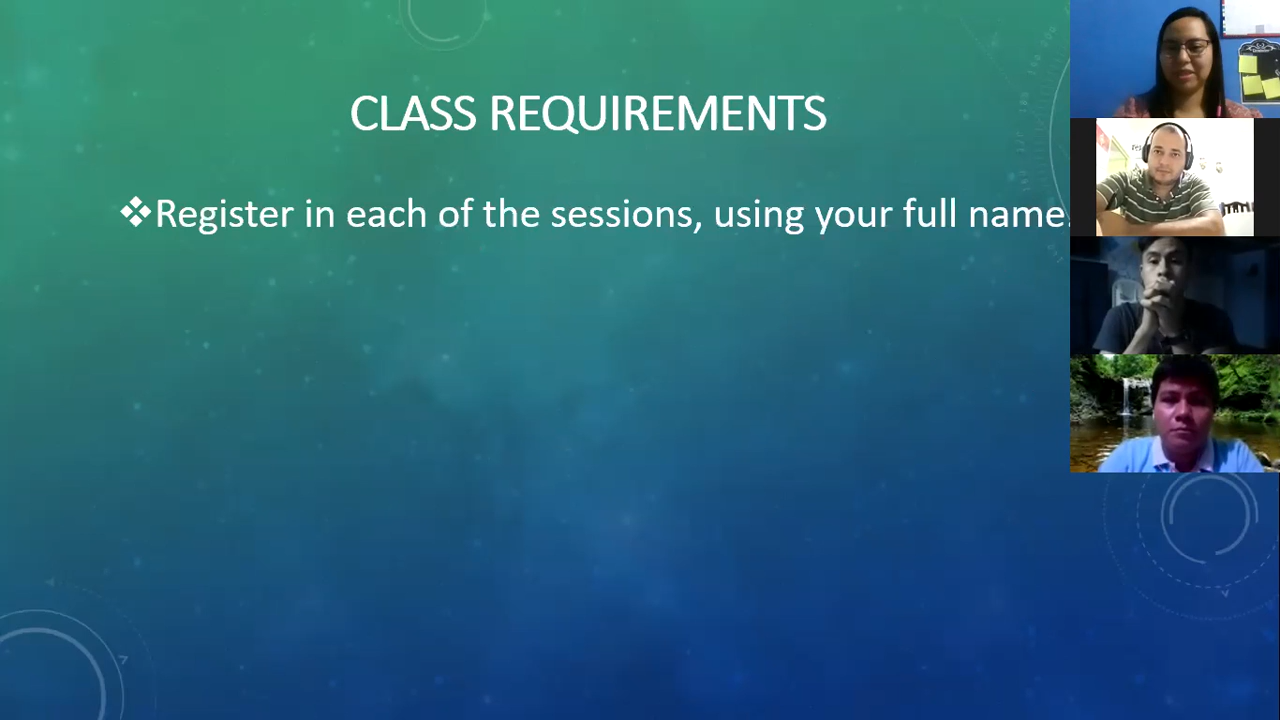 CLASS REQUIREMENTS
❖Register in each of the sessions, using your full name.